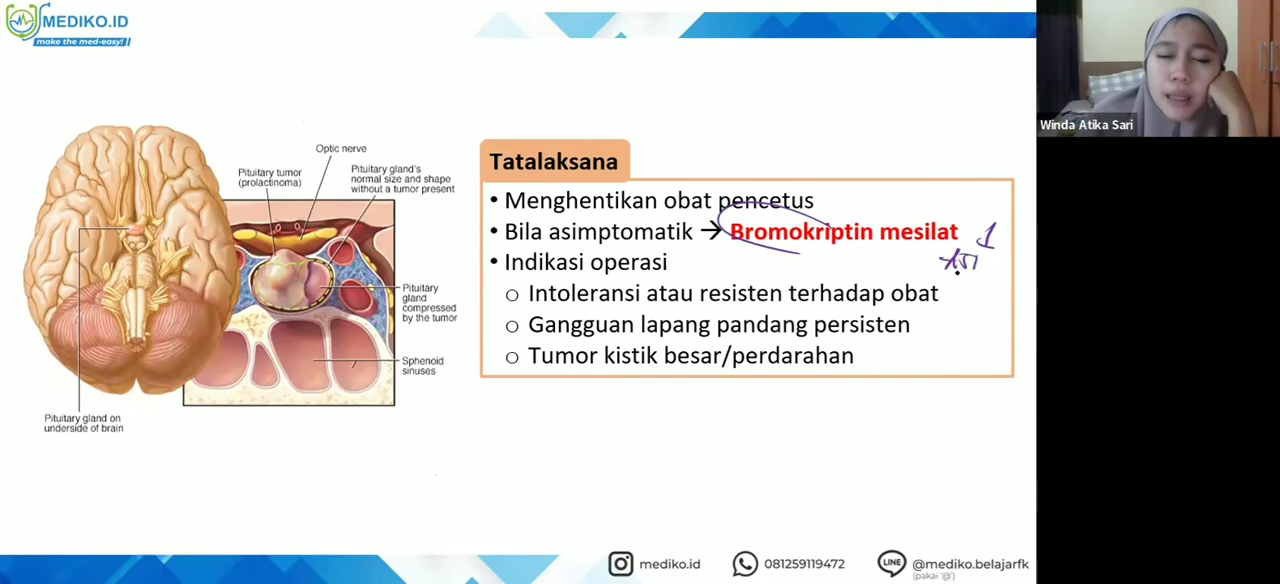 MEDIKO.ID
make the med-easy!
Winda Atika Sari
Optic nerve
Pituitary tumor
(prolactinoma)
Pituitary gland's
normal size and shape
without a tumor present
Pituitary
gland
compressed
by the tumor
Sphenoid
sinuses
Pituitary gland on
underside of brain
Tatalaksana
• Menghentikan obat pencetus
• Bila asimptomatik → Bromokriptin mesilat
• Indikasi operasi
o Intoleransi atau resisten terhadap obat
o Gangguan lapang pandang persisten
o Tumor kistik besar/perdarahan
mediko.id
081259119472
LINE
@mediko.belajarfk
(pakai '@')